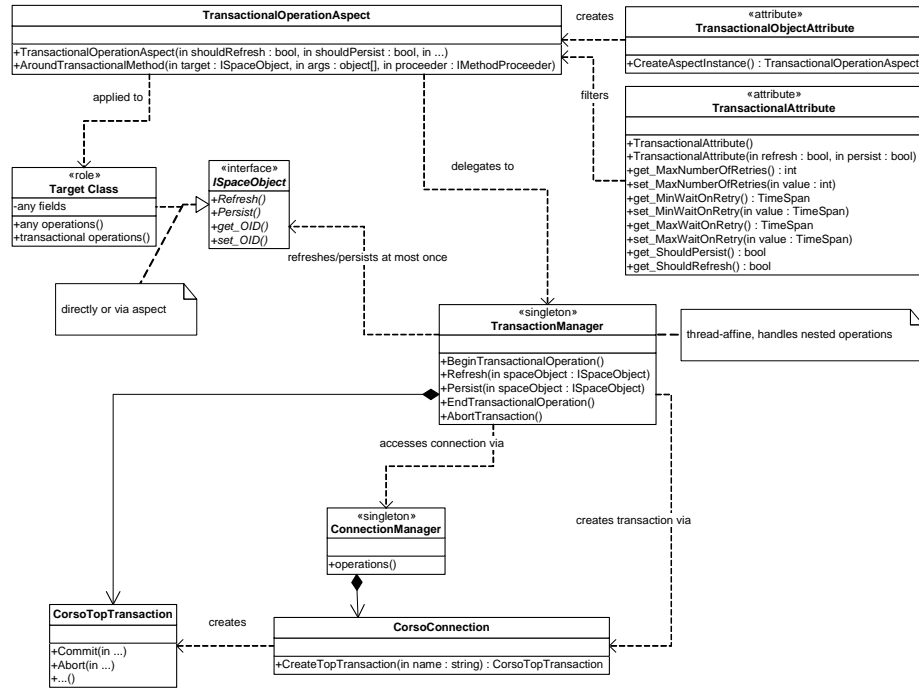 TransactionalOperationAspect
+TransactionalOperationAspect(in shouldRefresh : bool, in shouldPersist : bool, in ...)
+AroundTransactionalMethod(in target : ISpaceObject, in args : object[], in proceeder : IMethodProceeder)
creates
«attribute»
TransactionalObjectAttribute
+CreateAspectInstance() : TransactionalOperationAspect
filters
«attribute»
TransactionalAttribute
+TransactionalAttribute()
+TransactionalAttribute(in refresh : bool, in persist : bool)
+get_MaxNumberOfRetries() : int
+set_MaxNumberOfRetries(in value : int)
+get_MinWaitOnRetry() : TimeSpan
+set_MinWaitOnRetry(in value : TimeSpan)
+get_MaxWaitOnRetry() : TimeSpan
+set_MaxWaitOnRetry(in value : TimeSpan)
+get_ShouldPersist() : bool
+get_ShouldRefresh() : bool
applied to
delegates to
«role»
Target Class
-any fields
+any operations()
+transactional operations()
«interface»
ISpaceObject
+Refresh()
+Persist()
+get_OID()
+set_OID()
refreshes/persists at most once
directly or via aspect
«singleton»
TransactionManager
+BeginTransactionalOperation()
+Refresh(in spaceObject : ISpaceObject)
+Persist(in spaceObject : ISpaceObject)
+EndTransactionalOperation()
+AbortTransaction()
thread-affine, handles nested operations
accesses connection via
creates transaction via
«singleton»
ConnectionManager
+operations()
CorsoTopTransaction
+Commit(in ...)
+Abort(in ...)
+...()
creates
CorsoConnection
+CreateTopTransaction(in name : string) : CorsoTopTransaction